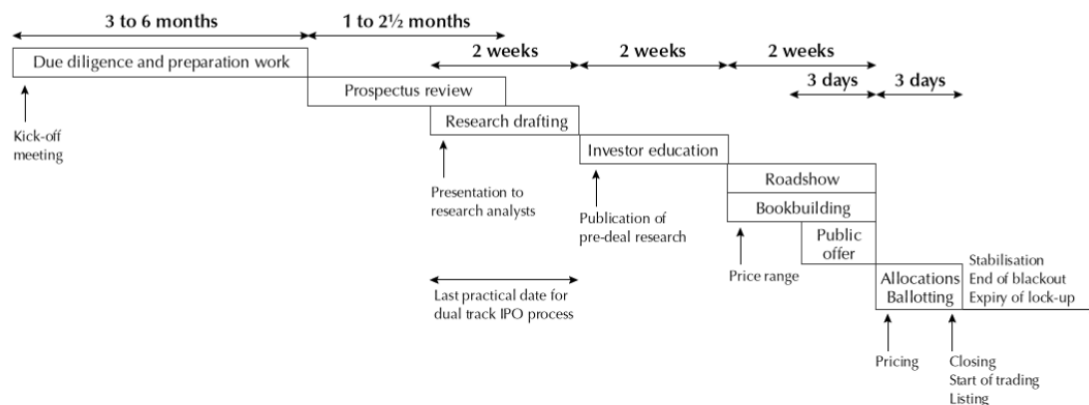 3 to 6 months
1 to 2½ months
2 weeks
2 weeks
2 weeks
3 days
3 days
Due diligence and preparation work
Prospectus review
Research drafting
Investor education
Roadshow
Bookbuilding
Public
offer
Allocations
Ballotting
Stabilisation
End of blackout
Expiry of lock-up
Kick-off
meeting
Presentation to
research analysts
Publication of
pre-deal research
Price range
Last practical date for
dual track IPO process
Pricing
Closing
Start of trading
Listing